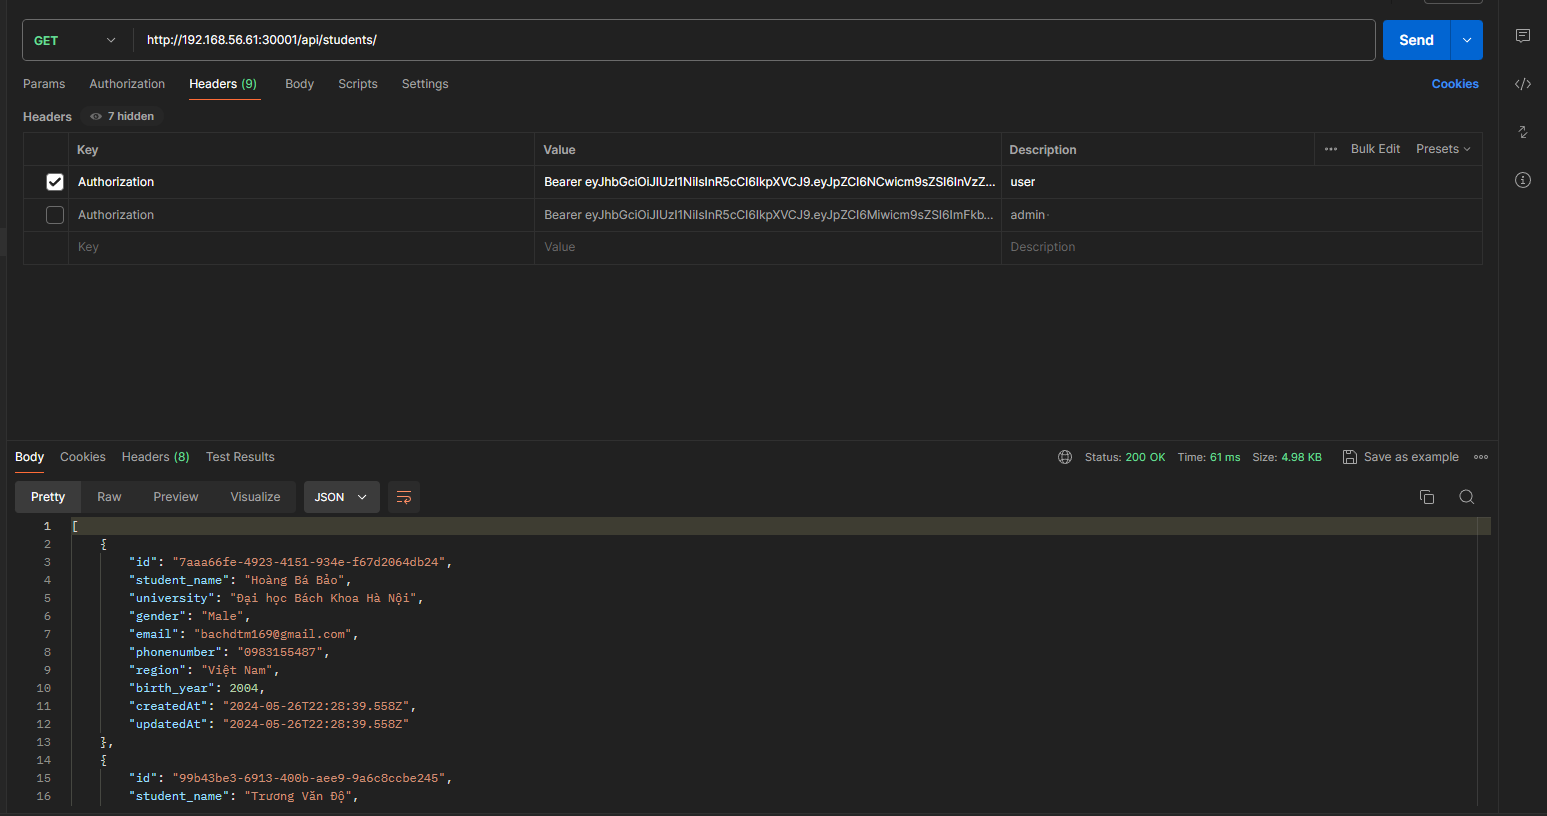 GET http://192.168.56.61:30001/api/students/ Send
Params Authorization Headers (9) Body Scripts Settings Cookies
Headers 7 hidden
Key Value Description ••• Bulk Edit Presets
Authorization Bearer eyJhbGciOiJIUzI1NiIsInR5cCI6IkpXVCJ9.eyJpZCI6NCwicm9sZSI6InVzZ... user
Authorization Bearer eyJhbGciOiJIUzI1NiIsInR5cCI6IkpXVCJ9.eyJpZCI6Miwicm9sZSI6ImFkb... admin
Key Value Description
Body Cookies Headers (8) Test Results Status: 200 OK Time: 61 ms Size: 4.98 KB Save as example
Pretty Raw Preview Visualize JSON
1 [
2 {
3 "id": "7aaa66fe-4923-4151-934e-f67d2064db24",
4 "student_name": "Hoàng Bá Bảo",
5 "university": "Đại học Bách Khoa Hà Nội",
6 "gender": "Male",
7 "email": "bachdtm169@gmail.com",
8 "phonenumber": "0983155487",
9 "region": "Việt Nam",
10 "birth_year": 2004,
11 "createdAt": "2024-05-26T22:28:39.558Z",
12 "updatedAt": "2024-05-26T22:28:39.558Z"
13 },
14 {
15 "id": "99b43be3-6913-400b-aee9-9a6c8ccbe245",
16 "student_name": "Trương Văn Độ",